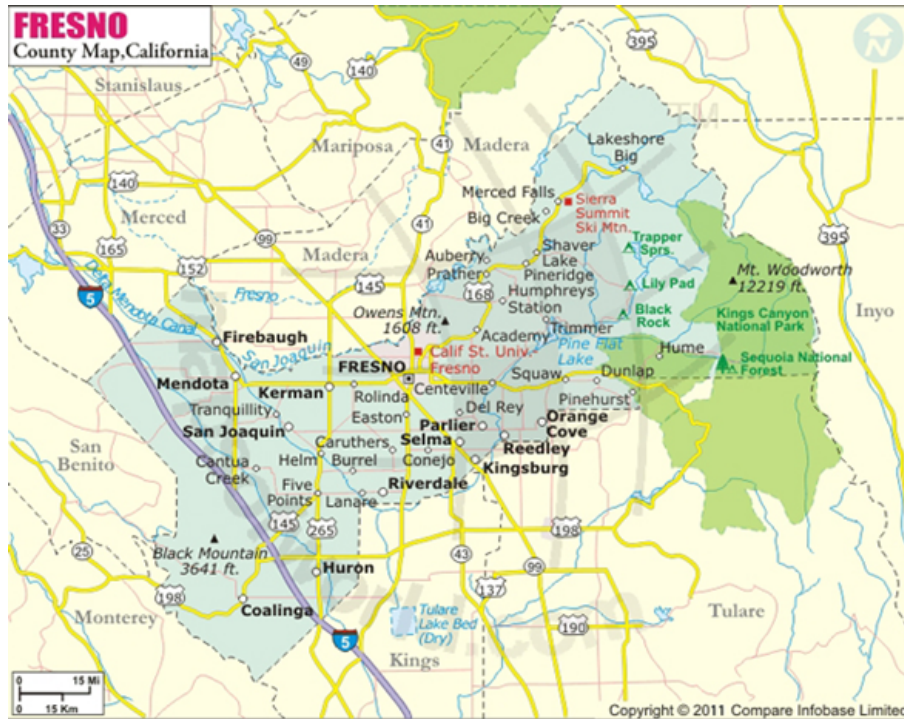 FRESNO
County Map,California
N
395
49
140
Stanislaus
Mariposa
41
Madera
Lakeshore
Big
140
Merced
33
165
99
Madera
41
Merced Falls
Big Creek
Sierra
Summit
Ski Mtn.
395
152
Auberry
Prather
Shaver
Lake
Pineridge
Trapper
Sprs.
Mt. Woodworth
12219 ft.
5
Delta Mendota Canal
Fresno
145
168
Humphreys
Station
Lily Pad
Inyo
Owens Mtn.
1608 ft.
Black
Rock
Kings Canyon
National Park
Firebaugh
San Joaquin
Academy
Trimmer
Pine Flat
Lake
Hume
Calif St. Univ.
Fresno
Sequoia National
Forest
FRESNO
Mendota
Kerman
Rolinda
Centeville
Squaw
Dunlap
Pinehurst
Tranquillity
Easton
Del Rey
Orange
Cove
San Joaquin
Parlier
Caruthers
Selma
Reedley
San
Benito
Cantua
Creek
Helm
Burrel
Conejo
Kingsburg
Five
Points
Lanare
Riverdale
145
265
198
Black Mountain
3641 ft.
25
43
99
Huron
137
198
Coalinga
Monterey
Tulare
Lake Bed
(Dry)
190
Tulare
5
Kings
0 15 Mi
0 15 Km
Copyright © 2011 Compare Infobase Limited